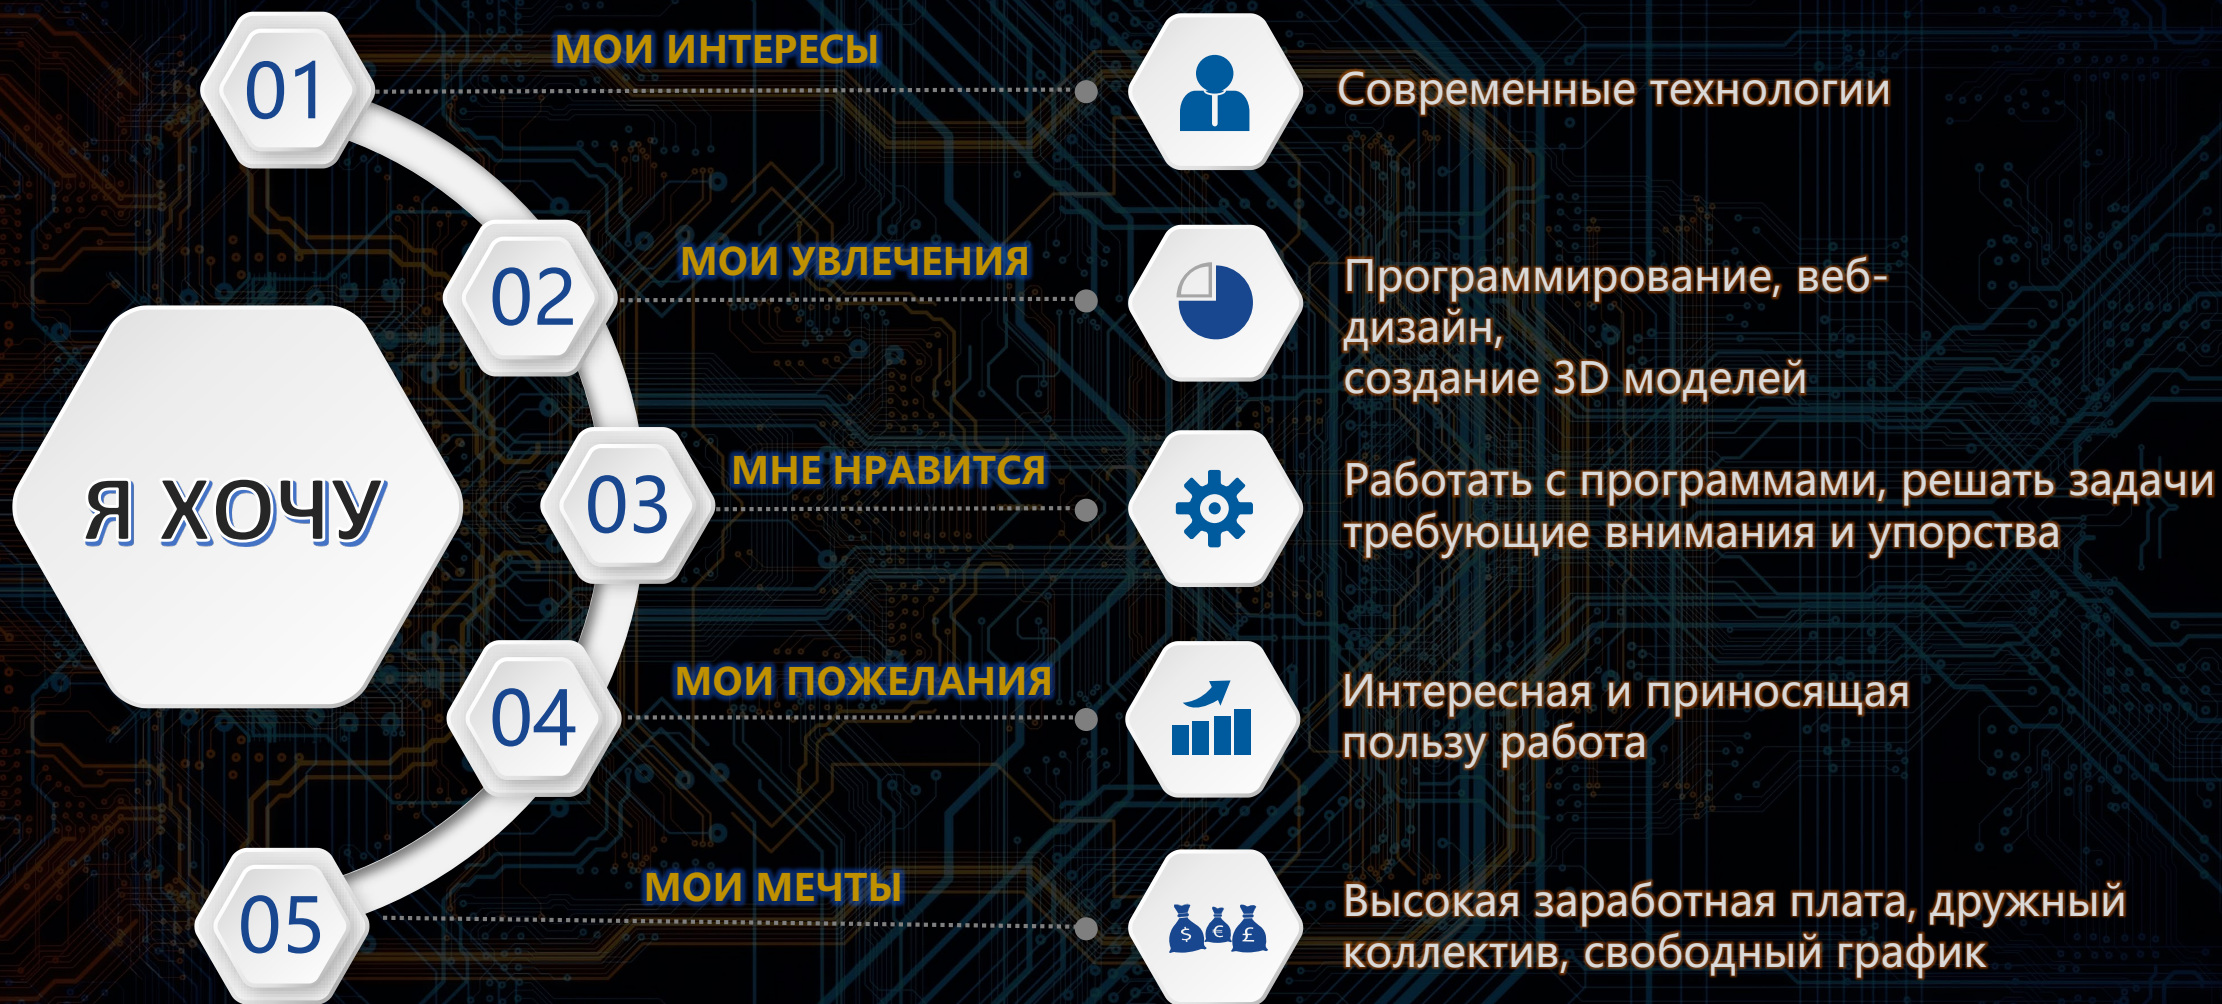 01
МОИ ИНТЕРЕСЫ
Современные технологии
02
МОИ УВЛЕЧЕНИЯ
Программирование, веб-
дизайн,
создание 3D моделей
Я ХОЧУ
03
МНЕ НРАВИТСЯ
Работать с программами, решать задачи
требующие внимания и упорства
04
МОИ ПОЖЕЛАНИЯ
Интересная и приносящая
пользу работа
05
МОИ МЕЧТЫ
$ € £
Высокая заработная плата, дружный
коллектив, свободный график